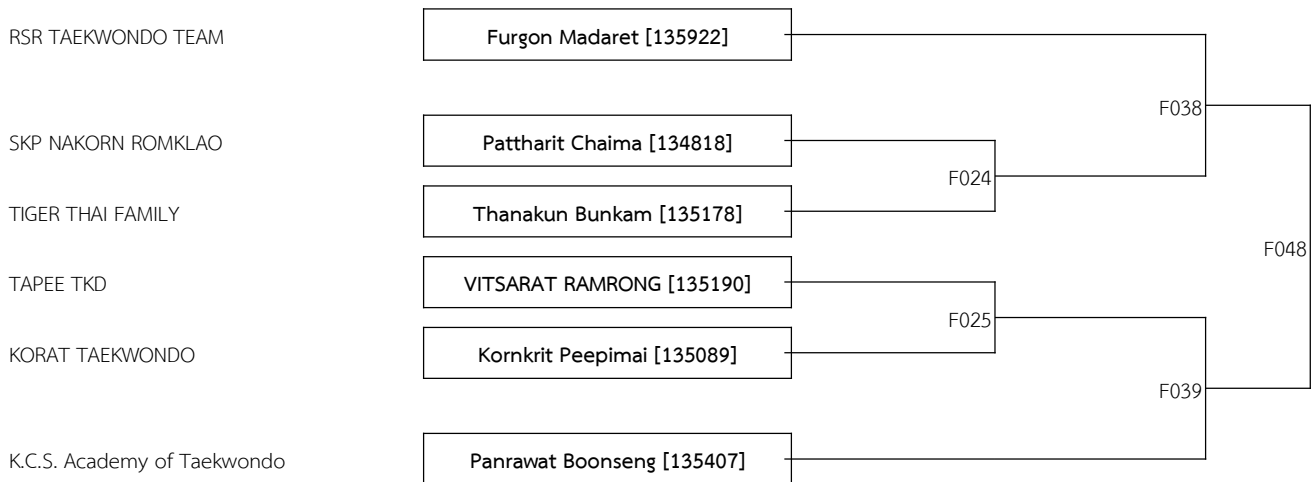 RSR TAEKWONDO TEAM Furgon Madaret [135922]
F038
SKP NAKORN ROMKLAO Pattharit Chaima [134818]
F024
TIGER THAI FAMILY Thanakun Bunkam [135178]
F048
TAPEE TKD VITSARAT RAMRONG [135190]
F025
KORAT TAEKWONDO Kornkrit Peepimai [135089]
F039
K.C.S. Academy of Taekwondo Panrawat Boonseng [135407]